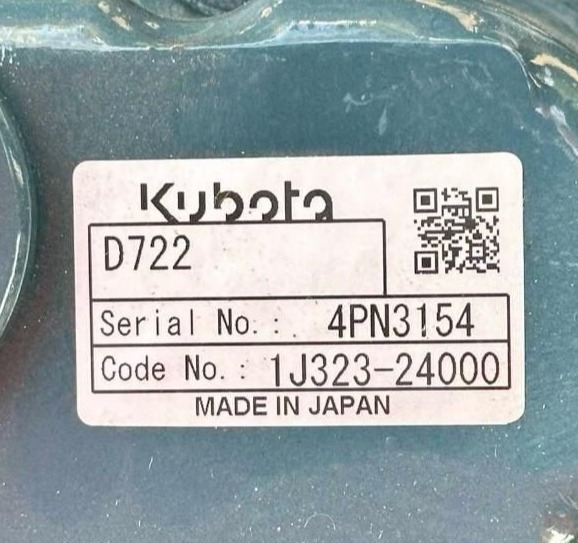 Kubota
D722
Serial No. : . 4PN3154
Code No. : 1J323-24000
MADE IN JAPAN